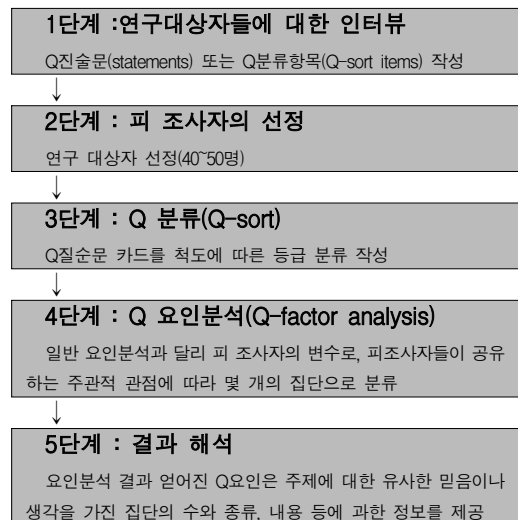 1단계 :연구대상자들에 대한 인터뷰
Q진술문(statements) 또는 Q분류항목(Q-sort items) 작성
↓
2단계 : 피 조사자의 선정
연구 대상자 선정(40~50명)
↓
3단계 : Q 분류(Q-sort)
Q질순문 카드를 척도에 따른 등급 분류 작성
↓
4단계 : Q 요인분석(Q-factor analysis)
일반 요인분석과 달리 피 조사자의 변수로, 피조사자들이 공유
하는 주관적 관점에 따라 몇 개의 집단으로 분류
↓
5단계 : 결과 해석
요인분석 결과 얻어진 Q요인은 주제에 대한 유사한 믿음이나
생각을 가진 집단의 수와 종류, 내용 등에 과한 정보를 제공